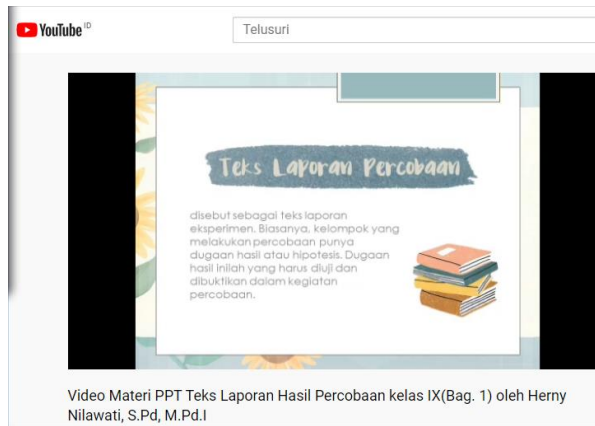 YouTube ID
Telusuri
Teks Laporan Percobaan
disebut sebagai teks laporan
eksperimen. Biasanya, kelompok yang
melakukan percobaan punya
dugaan hasil atau hipotesis. Dugaan
hasil inilah yang harus diuji dan
dibuktikan dalam kegiatan
percobaan.
Video Materi PPT Teks Laporan Hasil Percobaan kelas IX(Bag. 1) oleh Herny
Nilawati, S.Pd, M.Pd.I